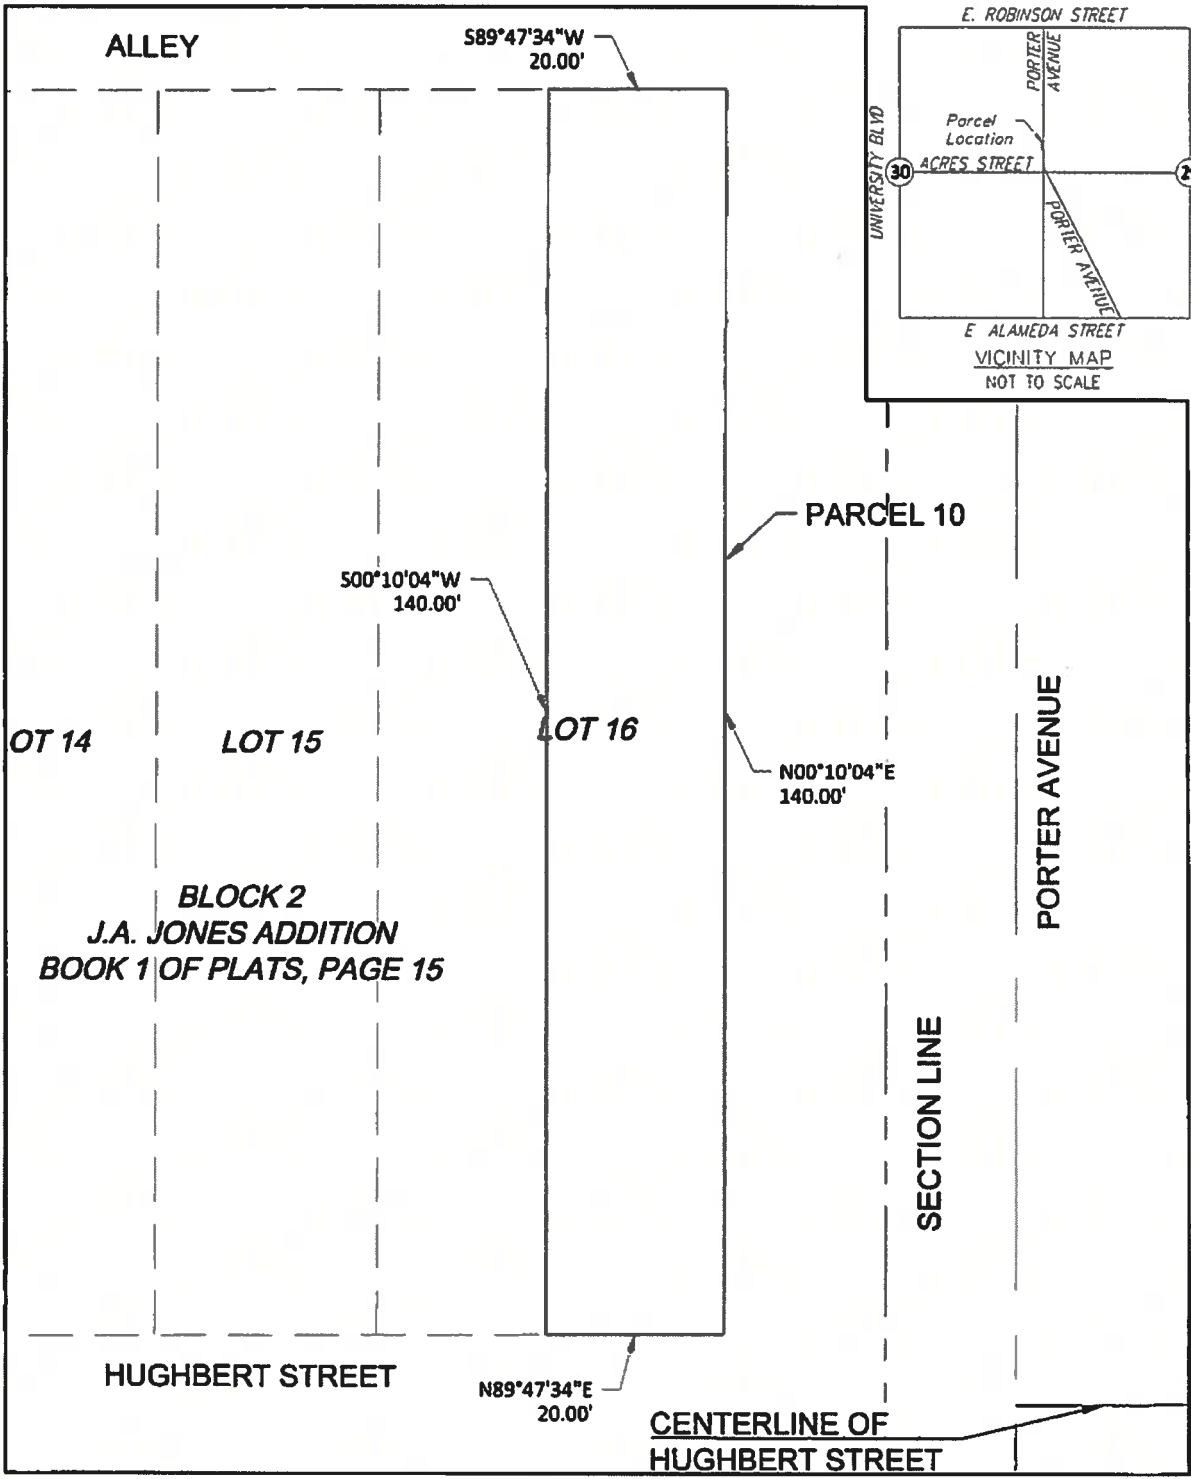 ALLEY
S89°47'34"W
20.00'
E. ROBINSON STREET
PORTER
AVENUE
UNIVERSITY BLVD
Parcel
Location
30
ACRES STREET
PORTER AVENUE
E ALAMEDA STREET
VICINITY MAP
NOT TO SCALE
PARCEL 10
S00°10'04"W
140.00'
OT 14
LOT 15
LOT 16
N00°10'04"E
140.00'
PORTER AVENUE
BLOCK 2
J.A. JONES ADDITION
BOOK 1 OF PLATS, PAGE 15
SECTION LINE
HUGHBERT STREET
N89°47'34"E
20.00'
CENTERLINE OF
HUGHBERT STREET